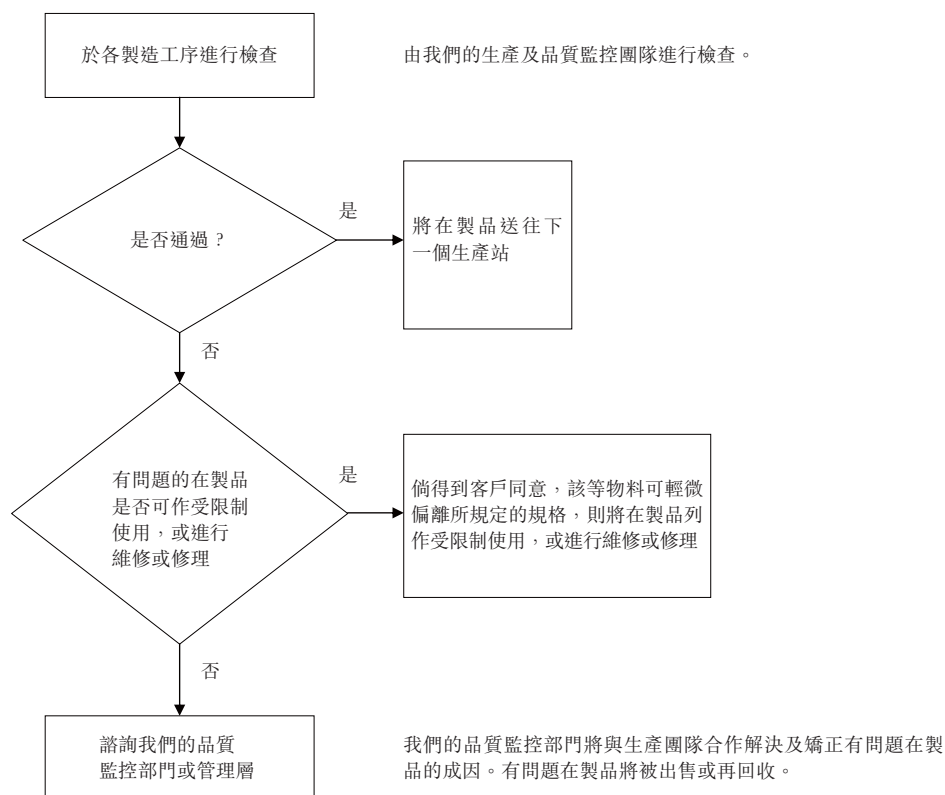 於各製造工序進行檢查
由我們的生產及品質監控團隊進行檢查。
是否通過？
是
將在製品送往下
一個生產站
否
有問題的在製品
是否可作受限制
使用，或進行
維修或修理
是
倘得到客戶同意，該等物料可輕微
偏離所規定的規格，則將在製品列
作受限制使用，或進行維修或修理
否
諮詢我們的品質
監控部門或管理層
我們的品質監控部門將與生產團隊合作解決及矯正有問題在製
品的成因。有問題在製品將被出售或再回收。